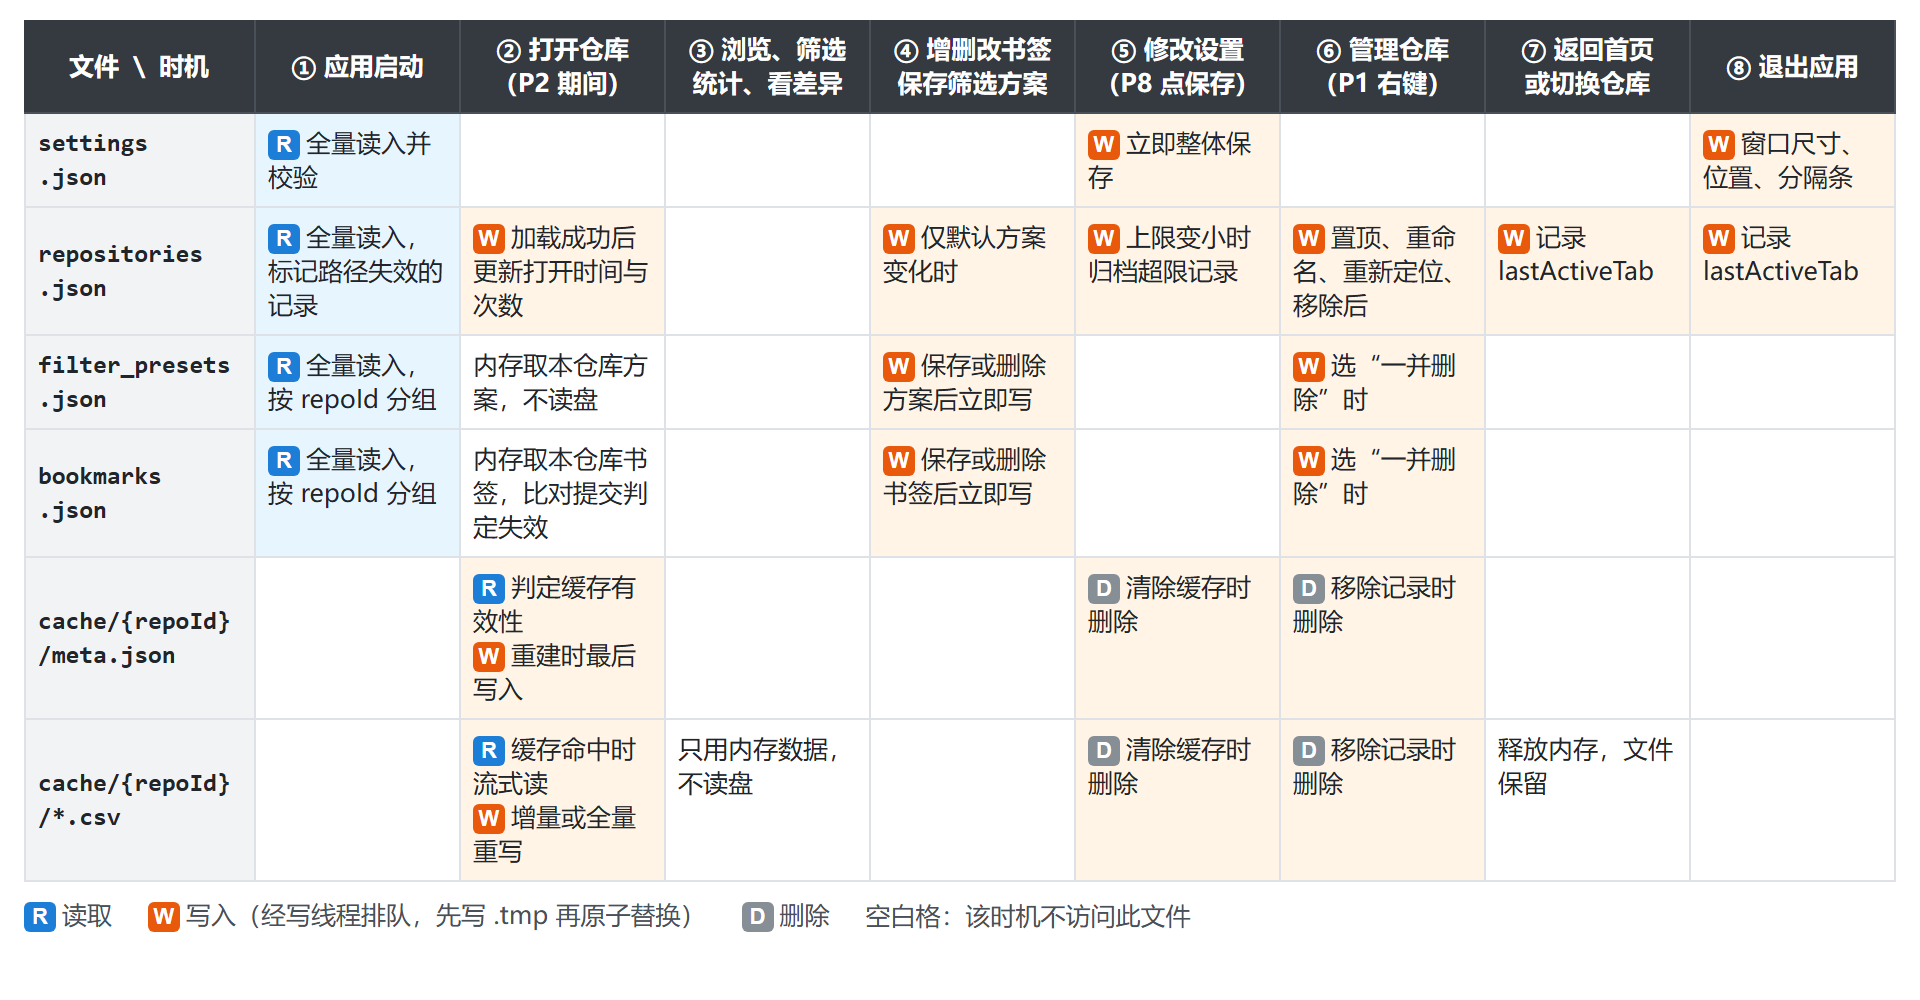 文件 \ 时机
① 应用启动
② 打开仓库
（P2 期间）
③ 浏览、筛选
统计、看差异
④ 增删改书签
保存筛选方案
⑤ 修改设置
（P8 点保存）
⑥ 管理仓库
（P1 右键）
⑦ 返回首页
或切换仓库
⑧ 退出应用
settings
.json
R 全量读入并
校验
W 立即整体保
存
W 窗口尺寸、
位置、分隔条
repositories
.json
R 全量读入，
标记路径失效的
记录
W 加载成功后
更新打开时间与
次数
W 仅默认方案
变化时
W 上限变小时
归档超限记录
W 置顶、重命
名、重新定位、
移除后
W 记录
lastActiveTab
W 记录
lastActiveTab
filter_presets
.json
R 全量读入，
按 repoId 分组
内存取本仓库方
案，不读盘
W 保存或删除
方案后立即写
W 选“一并删
除”时
bookmarks
.json
R 全量读入，
按 repoId 分组
内存取本仓库书
签，比对提交判
定失效
W 保存或删除
书签后立即写
W 选“一并删
除”时
cache/{repoId}
/meta.json
R 判定缓存有
效性
W 重建时最后
写入
D 清除缓存时
删除
D 移除记录时
删除
cache/{repoId}
/*.csv
R 缓存命中时
流式读
W 增量或全量
重写
只用内存数据，
不读盘
D 清除缓存时
删除
D 移除记录时
删除
释放内存，文件
保留
R 读取 W 写入（经写线程排队，先写 .tmp 再原子替换） D 删除 空白格：该时机不访问此文件